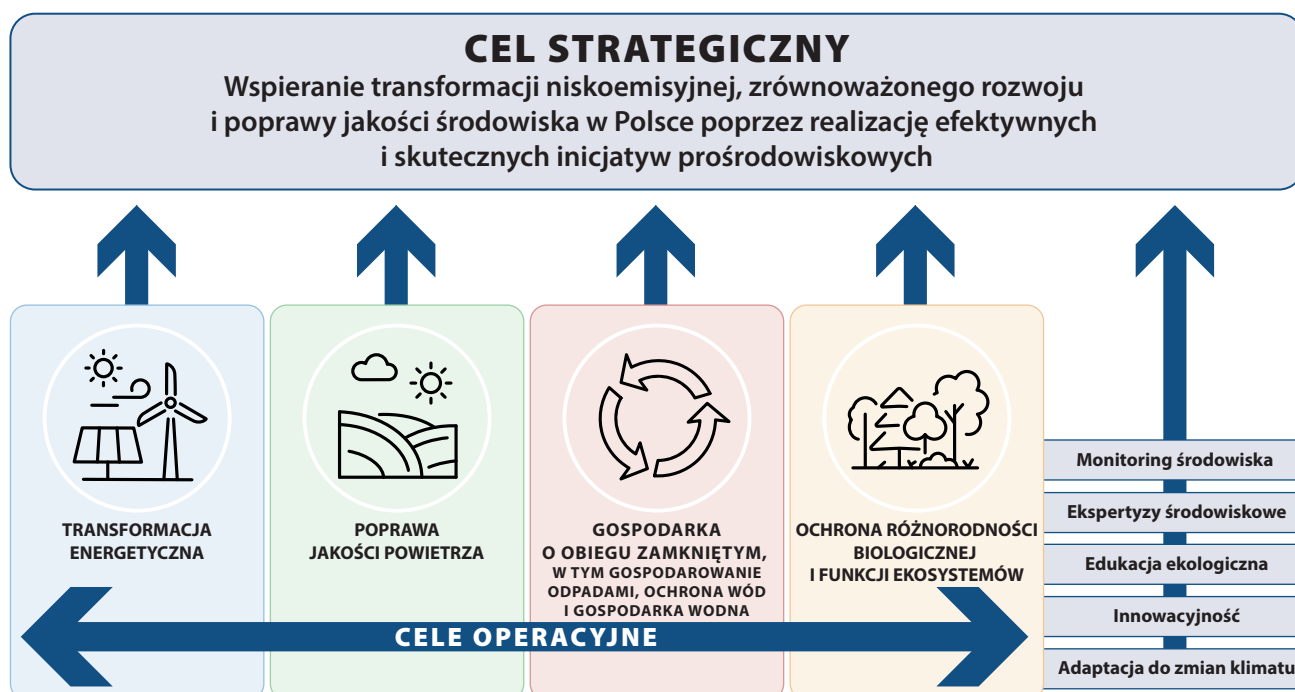 CEL STRATEGICZNY
Wspieranie transformacji niskoemisyjnej, zrównoważonego rozwoju
i poprawy jakości środowiska w Polsce poprzez realizację efektywnych
i skutecznych inicjatyw prośrodowiskowych
TRANSFORMACJA
ENERGETYCZNA
POPRAWA
JAKOŚCI POWIETRZA
GOSPODARKA
O OBIEGU ZAMKNIĘTYM,
W TYM GOSPODAROWANIE
ODPADAMI, OCHRONA WÓD
I GOSPODARKA WODNA
OCHRONA RÓŻNORODNOŚCI
BIOLOGICZNEJ
I FUNKCJI EKOSYSTEMÓW
CELE OPERACYJNE
Monitoring środowiska
Ekspertyzy środowiskowe
Edukacja ekologiczna
Innowacyjność
Adaptacja do zmian klimatu